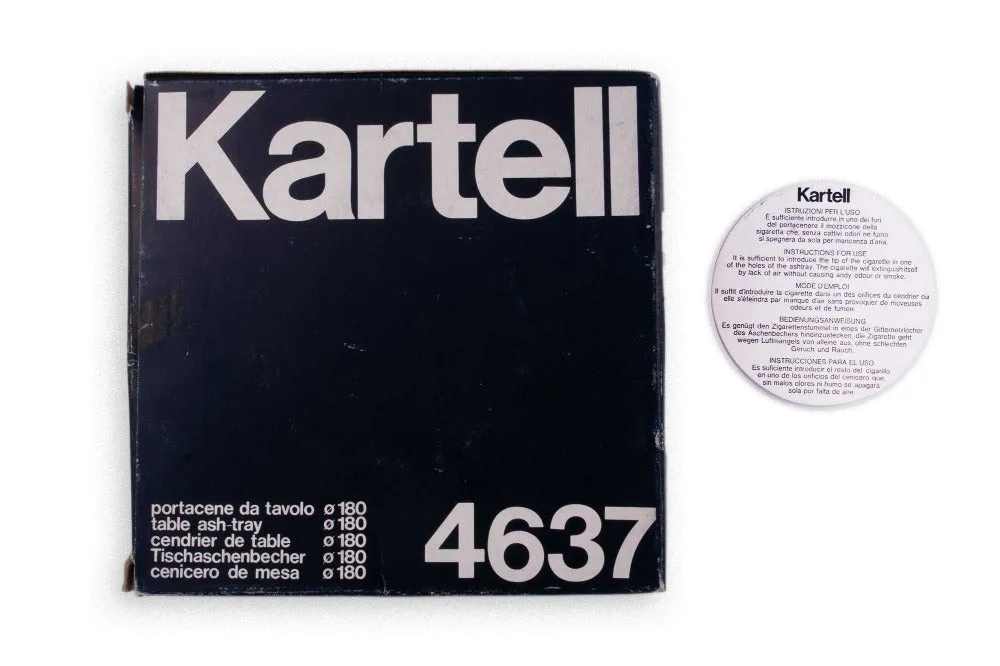 Kartell
portacene da tavolo ø 180
table ash-tray ø 180
cendrier de table ø 180
Tischaschenbecher ø 180
cenicero de mesa ø 180
4637
Kartell
ISTRUZIONI PER L'USO
È sufficiente introdurre in uno dei fori
del portacenere il mozzicone della
sigaretta che, senza cattivi odori ne fumo
si spegnerà da sola per mancanza d'aria.
INSTRUCTIONS FOR USE
It is sufficient to introduce the tip of the cigarette in one
of the holes of the ashtray. The cigarette will extinguishitself
by lack of air without causing andy odour or smoke.
MODE D'EMPLOI
Il suffit d'introduire la cigarette dans un des orifices du cendrier où
elle s'éteindra par manque d'air sans provoquer de moveuses
odeurs et de fumée.
BEDIENUNGSANWEISUNG
Es genügt den Zigarettenstummel in eines der Gitternetzlöcher
des Aschenbechers hineinzustecken, die Zigarette geht
wegen Luftmangels von alleine aus, ohne schlechten
Geruch und Rauch.
INSTRUCCIONES PARA EL USO
Es suficiente introducir el resto del cigarillo
en uno de los orificios del cenicero que,
sin malos olores ni humo se apagará
sola por falta de aire